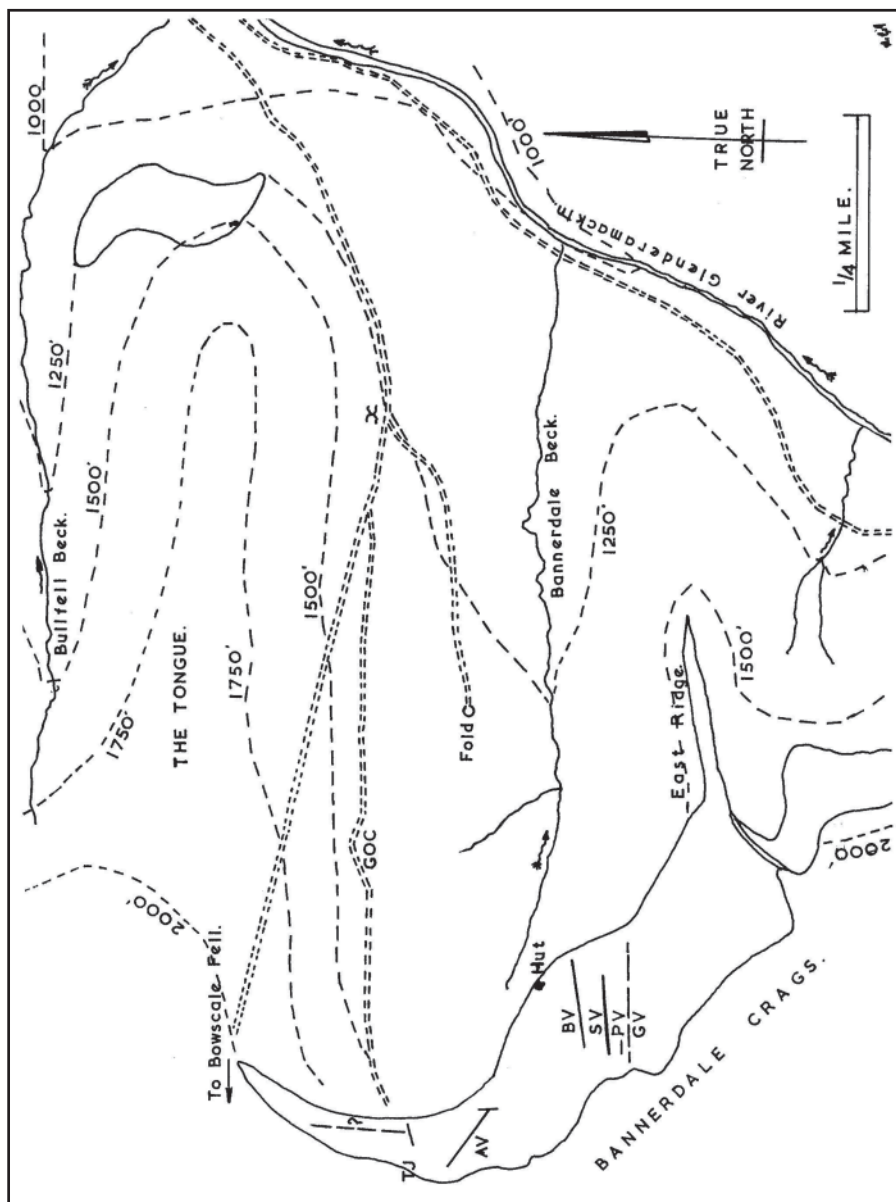 1000
Bullfell Beck.
1250'
1500'
1750'
THE TONGUE.
1750'
1500'
2000'
To Bowscale Fell.
X
GOC
Fold
Bannerdale Beck.
1250'
East Ridge.
1500'
2000'
Hut
BV
SV
PV
GV
?
TJ
AV
BANNERDALE CRAGS.
River Glenderamackin
1000'
TRUE
NORTH
1/4 MILE.